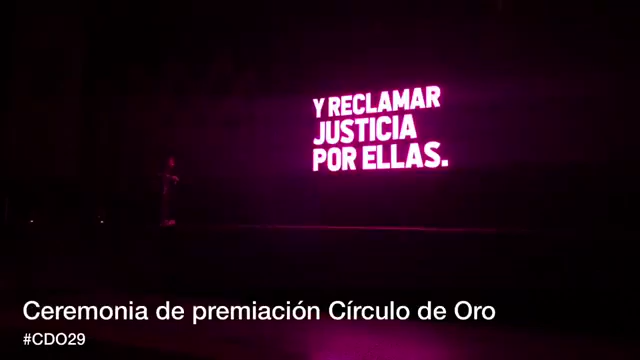 Y RECLAMAR
JUSTICIA
POR ELLAS.
Ceremonia de premiación Círculo de Oro
#CDO29